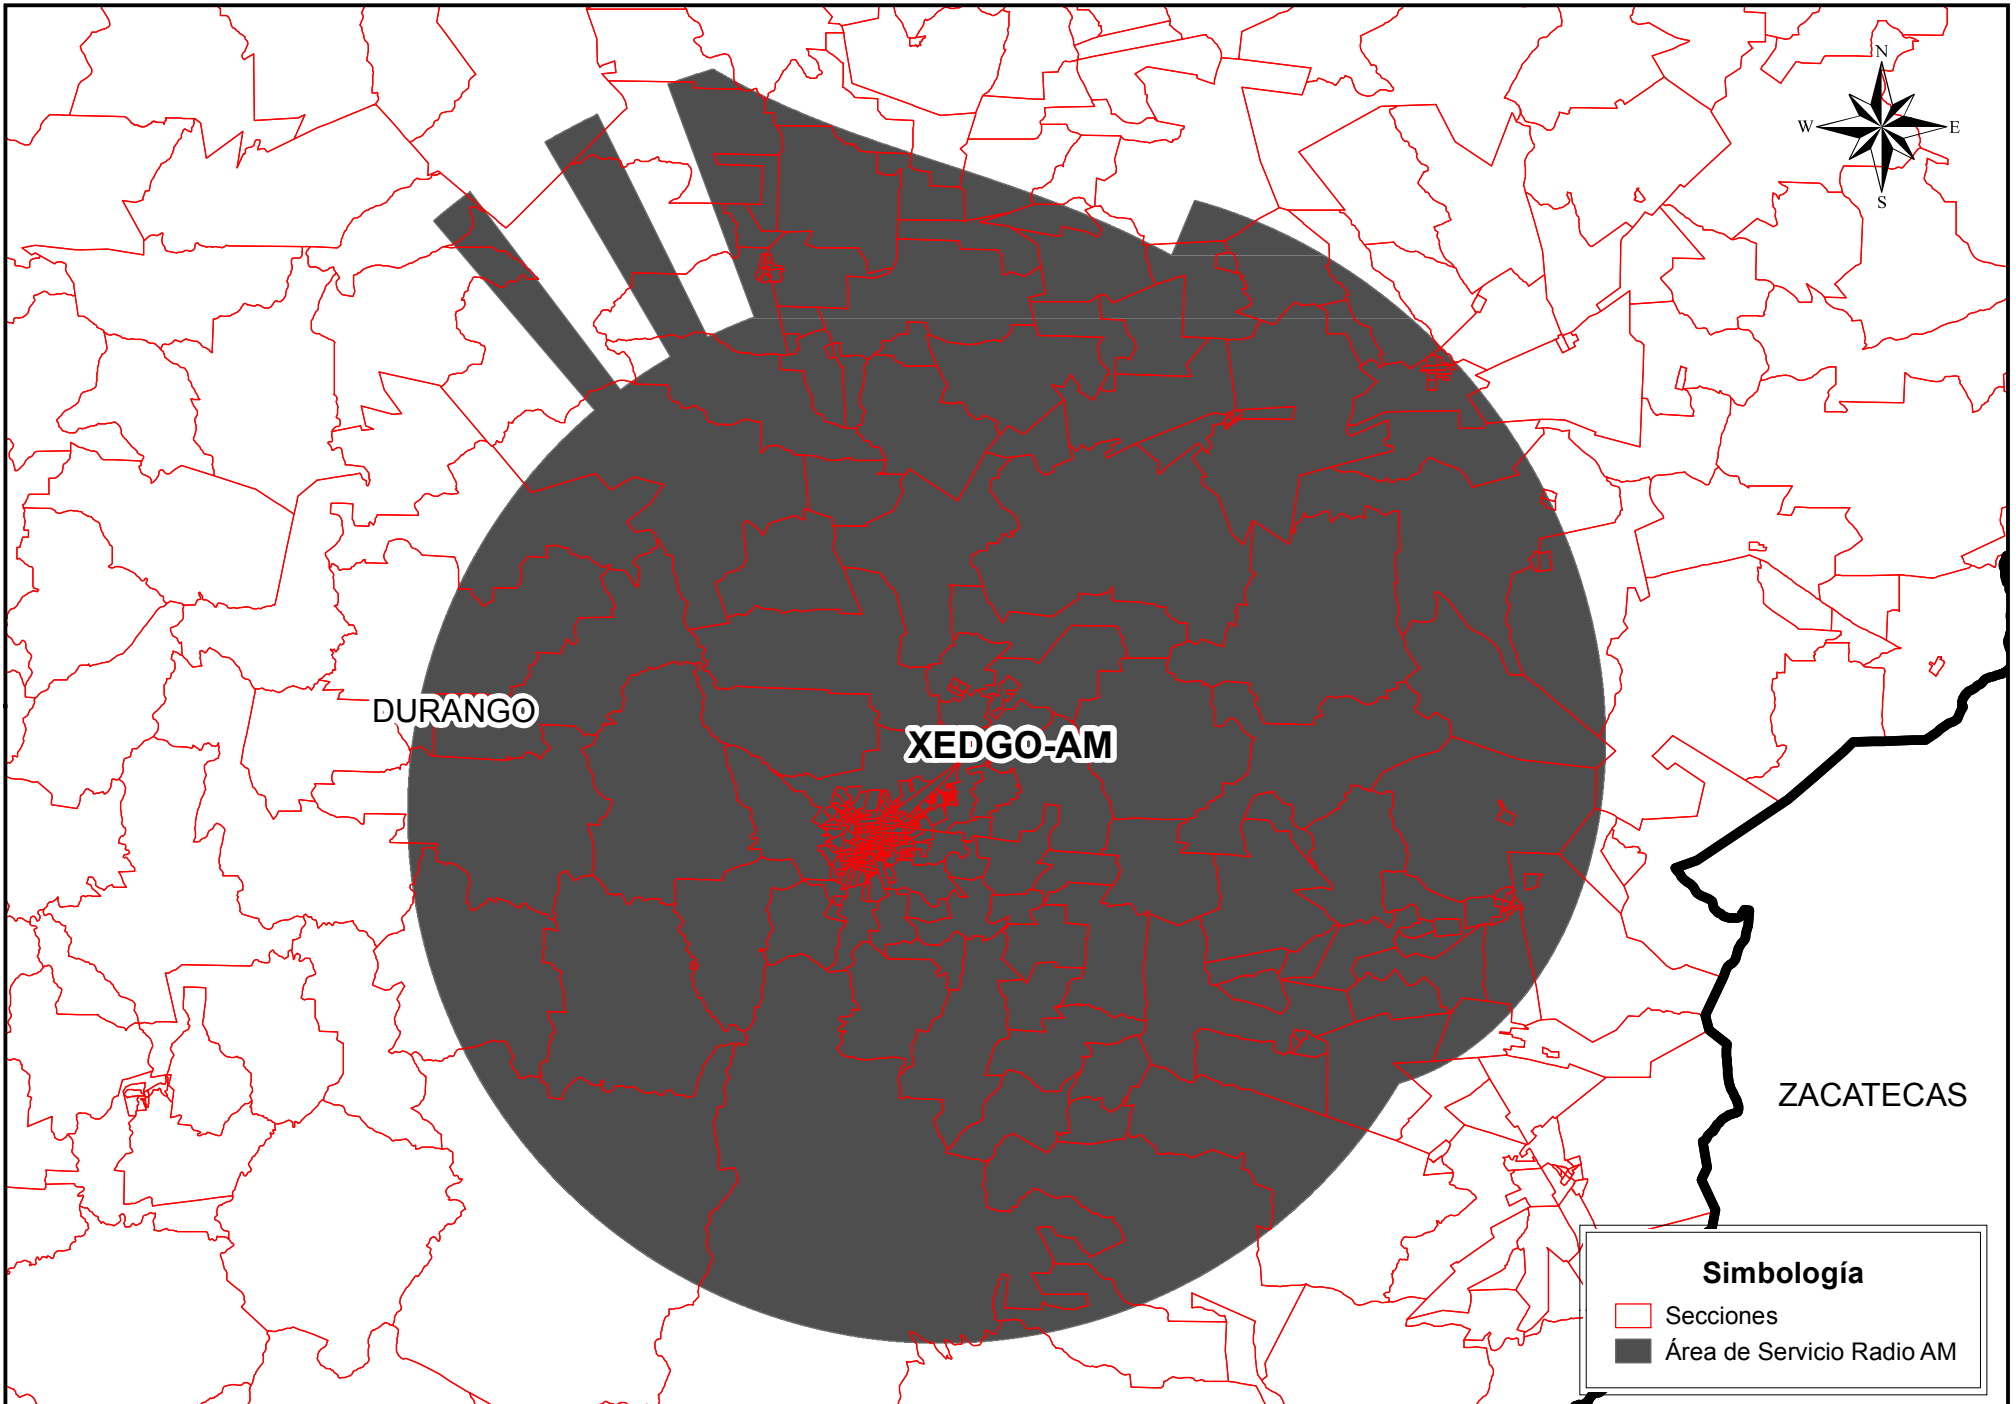 N
W E
S
DURANGO
XEDGO-AM
ZACATECAS
Simbología
Secciones
Área de Servicio Radio AM